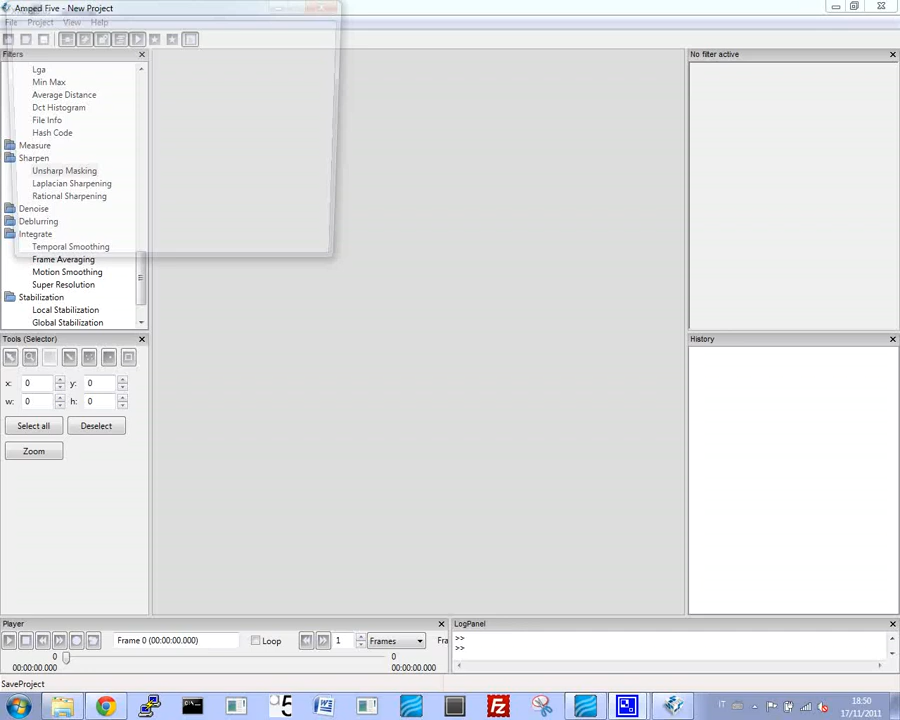 Amped Five - New Project
File Project View Help
Filters
No filter active
Lga
Min Max
Average Distance
Dct Histogram
File Info
Hash Code
Measure
Sharpen
Unsharp Masking
Laplacian Sharpening
Rational Sharpening
Denoise
Deblurring
Integrate
Temporal Smoothing
Frame Averaging
Motion Smoothing
Super Resolution
Stabilization
Local Stabilization
Global Stabilization
Tools (Selector)
History
x: 0 y: 0
w: 0 h: 0
Select all Deselect
Zoom
Player
LogPanel
Frame 0 (00:00:00.000) Loop 1 Frames Fra
>>
>>
0 0
00:00:00.000 00:00:00.000
SaveProject
5
IT
18:50
17/11/2011